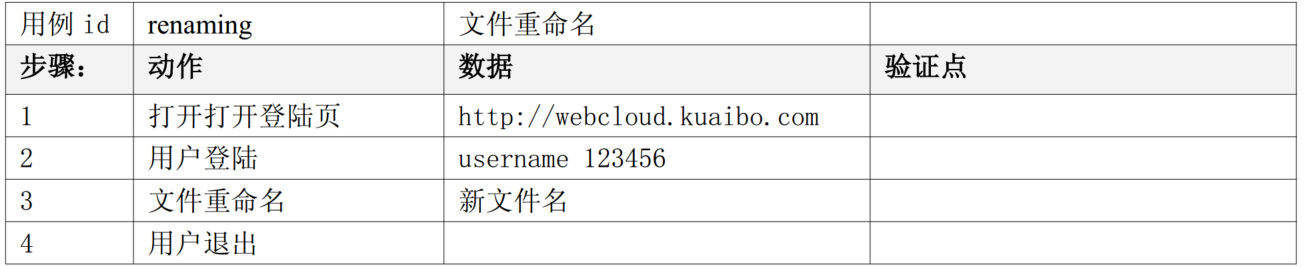 用例 id renaming 文件重命名
步骤: 动作 数据 验证点
1 打开打开登陆页 http://webcloud.kuaibo.com
2 用户登陆 username 123456
3 文件重命名 新文件名
4 用户退出